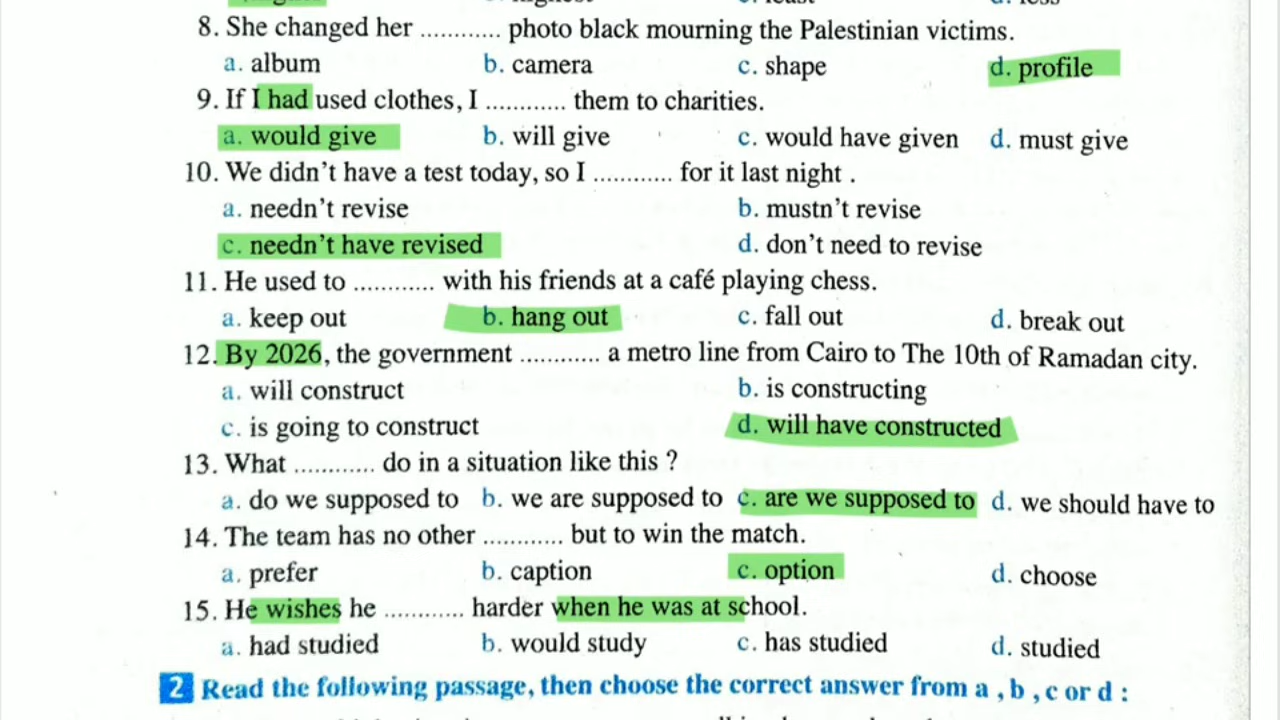 8. She changed her ............ photo black mourning the Palestinian victims.
a. album b. camera c. shape d. profile
9. If I had used clothes, I ............ them to charities.
a. would give b. will give c. would have given d. must give
10. We didn't have a test today, so I ............ for it last night .
a. needn't revise b. mustn't revise
c. needn't have revised d. don't need to revise
11. He used to ............ with his friends at a café playing chess.
a. keep out b. hang out c. fall out d. break out
12. By 2026, the government ............ a metro line from Cairo to The 10th of Ramadan city.
a. will construct b. is constructing
c. is going to construct d. will have constructed
13. What ............ do in a situation like this ?
a. do we supposed to b. we are supposed to c. are we supposed to d. we should have to
14. The team has no other ............ but to win the match.
a. prefer b. caption c. option d. choose
15. He wishes he ............ harder when he was at school.
a. had studied b. would study c. has studied d. studied
2 Read the following passage, then choose the correct answer from a , b , c or d :